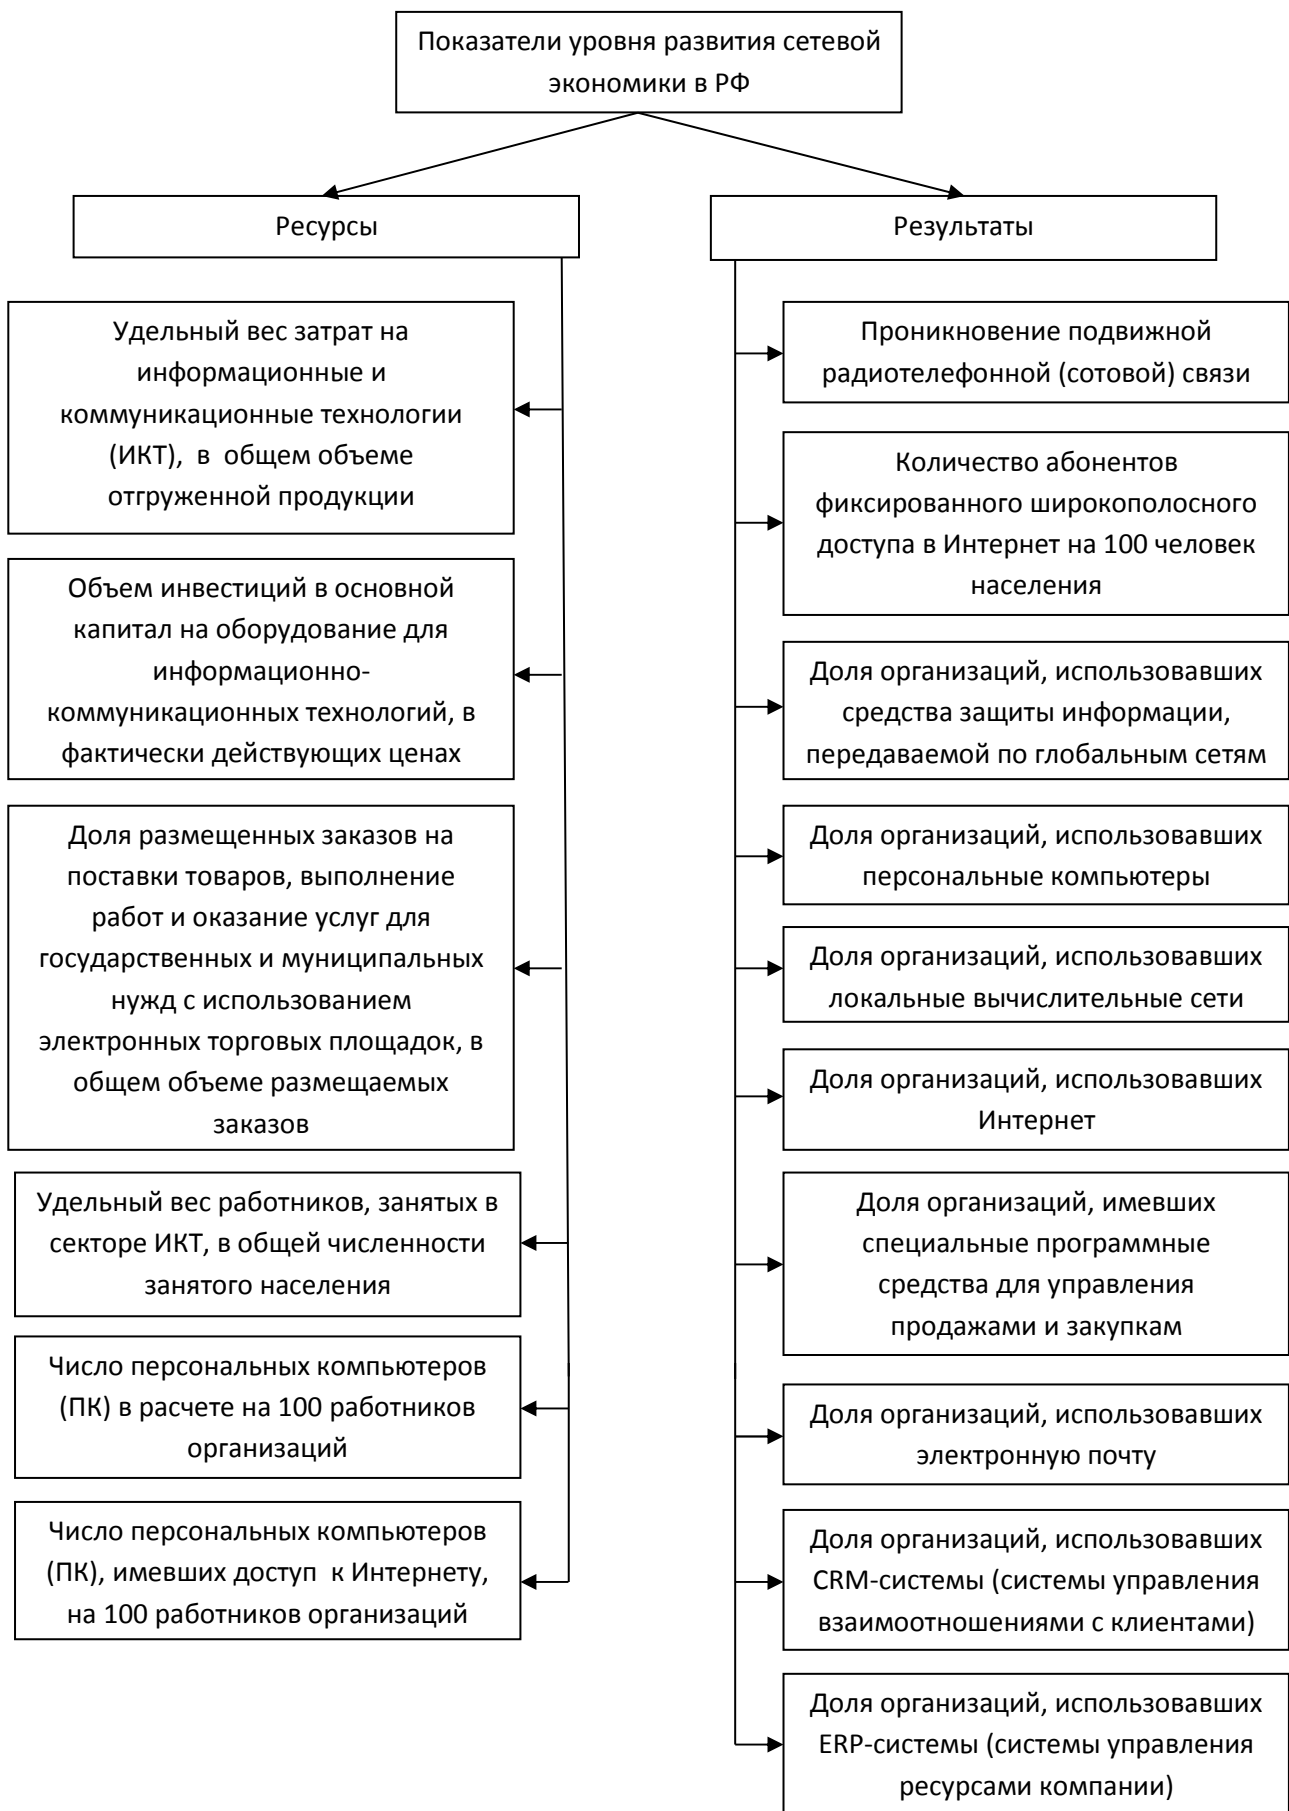 Показатели уровня развития сетевой
экономики в РФ
Ресурсы
Удельный вес затрат на
информационные и
коммуникационные технологии
(ИКТ), в общем объеме
отгруженной продукции
Объем инвестиций в основной
капитал на оборудование для
информационно-
коммуникационных технологий, в
фактически действующих ценах
Доля размещенных заказов на
поставки товаров, выполнение
работ и оказание услуг для
государственных и муниципальных
нужд с использованием
электронных торговых площадок, в
общем объеме размещаемых
заказов
Удельный вес работников, занятых в
секторе ИКТ, в общей численности
занятого населения
Число персональных компьютеров
(ПК) в расчете на 100 работников
организаций
Число персональных компьютеров
(ПК), имевших доступ к Интернету,
на 100 работников организаций
Результаты
Проникновение подвижной
радиотелефонной (сотовой) связи
Количество абонентов
фиксированного широкополосного
доступа в Интернет на 100 человек
населения
Доля организаций, использовавших
средства защиты информации,
передаваемой по глобальным сетям
Доля организаций, использовавших
персональные компьютеры
Доля организаций, использовавших
локальные вычислительные сети
Доля организаций, использовавших
Интернет
Доля организаций, имевших
специальные программные
средства для управления
продажами и закупкам
Доля организаций, использовавших
электронную почту
Доля организаций, использовавших
CRM-системы (системы управления
взаимоотношениями с клиентами)
Доля организаций, использовавших
ERP-системы (системы управления
ресурсами компании)